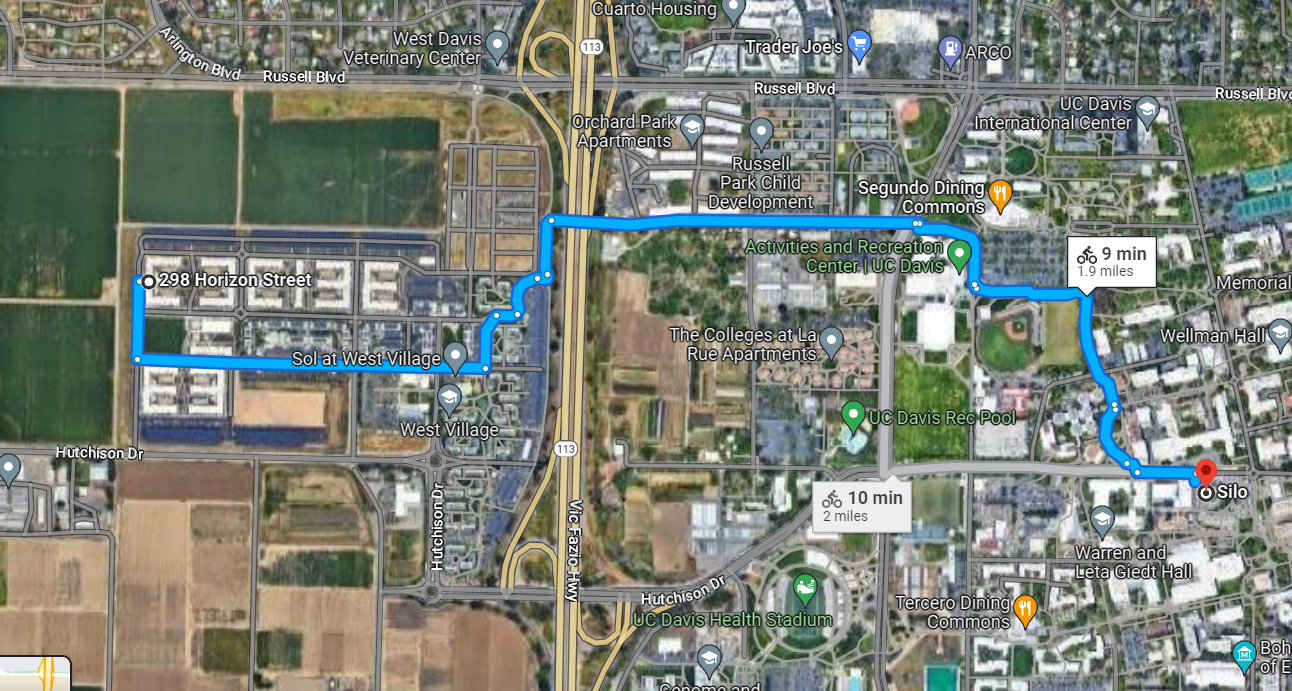 Cuarto Housing
113
Trader Joe's
ARCO
West Davis
Veterinary Center
Arlington Blvd
Russell Blvd
Russell Blvd
Russell Blvd
UC Davis
International Center
Orchard Park
Apartments
Russell
Park Child
Development
Segundo Dining
Commons
Activities and Recreation
Center | UC Davis
9 min
1.9 miles
298 Horizon Street
Memorial
The Colleges at La
Rue Apartments
Wellman Hall
Sol at West Village
West Village
UC Davis Rec Pool
Hutchison Dr
113
10 min
2 miles
Silo
Hutchison Dr
Vic Fazio Hwy
Warren and
Leta Giedt Hall
Hutchison Dr
UC Davis Health Stadium
Tercero Dining
Commons
Boh
of E
Genome and